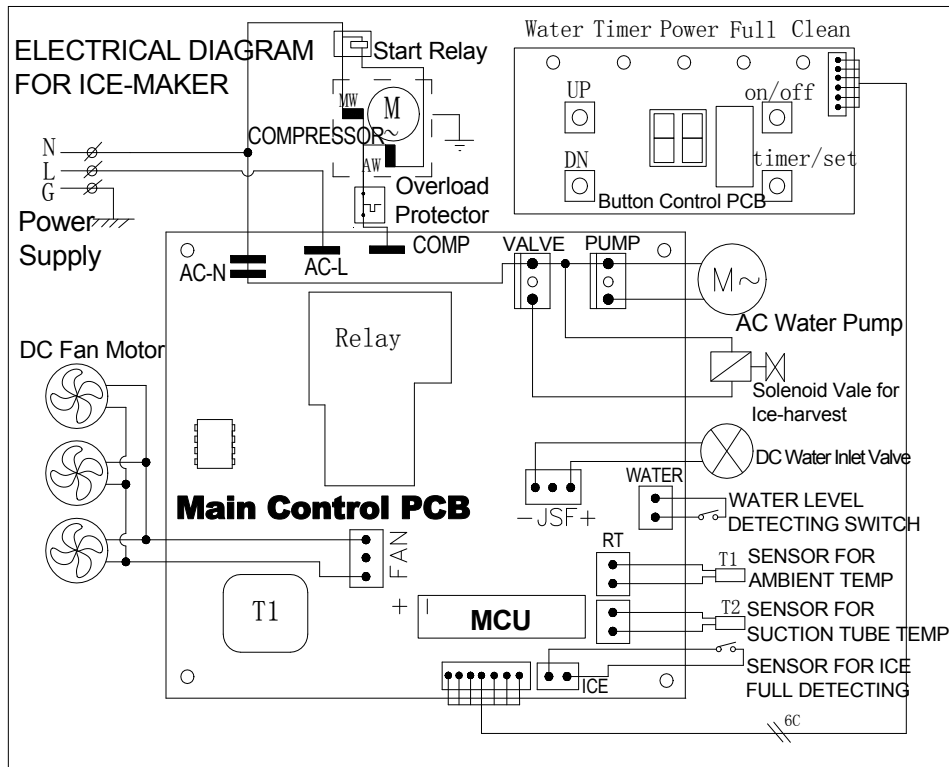 ELECTRICAL DIAGRAM
FOR ICE-MAKER
Start Relay
MW
M
~
COMPRESSOR
AW
Overload
Protector
N
L
G
Power
Supply
Water Timer Power Full Clean
UP
on/off
DN
timer/set
Button Control PCB
AC-N
AC-L
COMP
VALVE
PUMP
M~
AC Water Pump
Relay
DC Fan Motor
Solenoid Vale for
Ice-harvest
DC Water Inlet Valve
Main Control PCB
-JSF+
WATER
WATER LEVEL
DETECTING SWITCH
FAN
RT
T1
SENSOR FOR
AMBIENT TEMP
T1
+
MCU
T2
SENSOR FOR
SUCTION TUBE TEMP
ICE
SENSOR FOR ICE
FULL DETECTING
6C